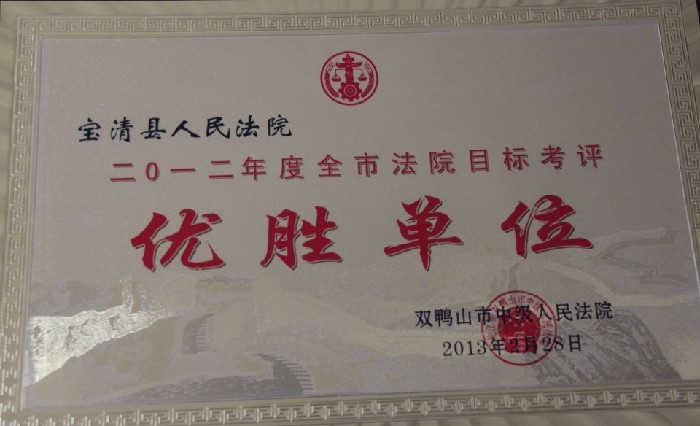 宝清县人民法院
二0一二年度全市法院目标考评
优胜单位
双鸭山市中级人民法院
2013年2月28日